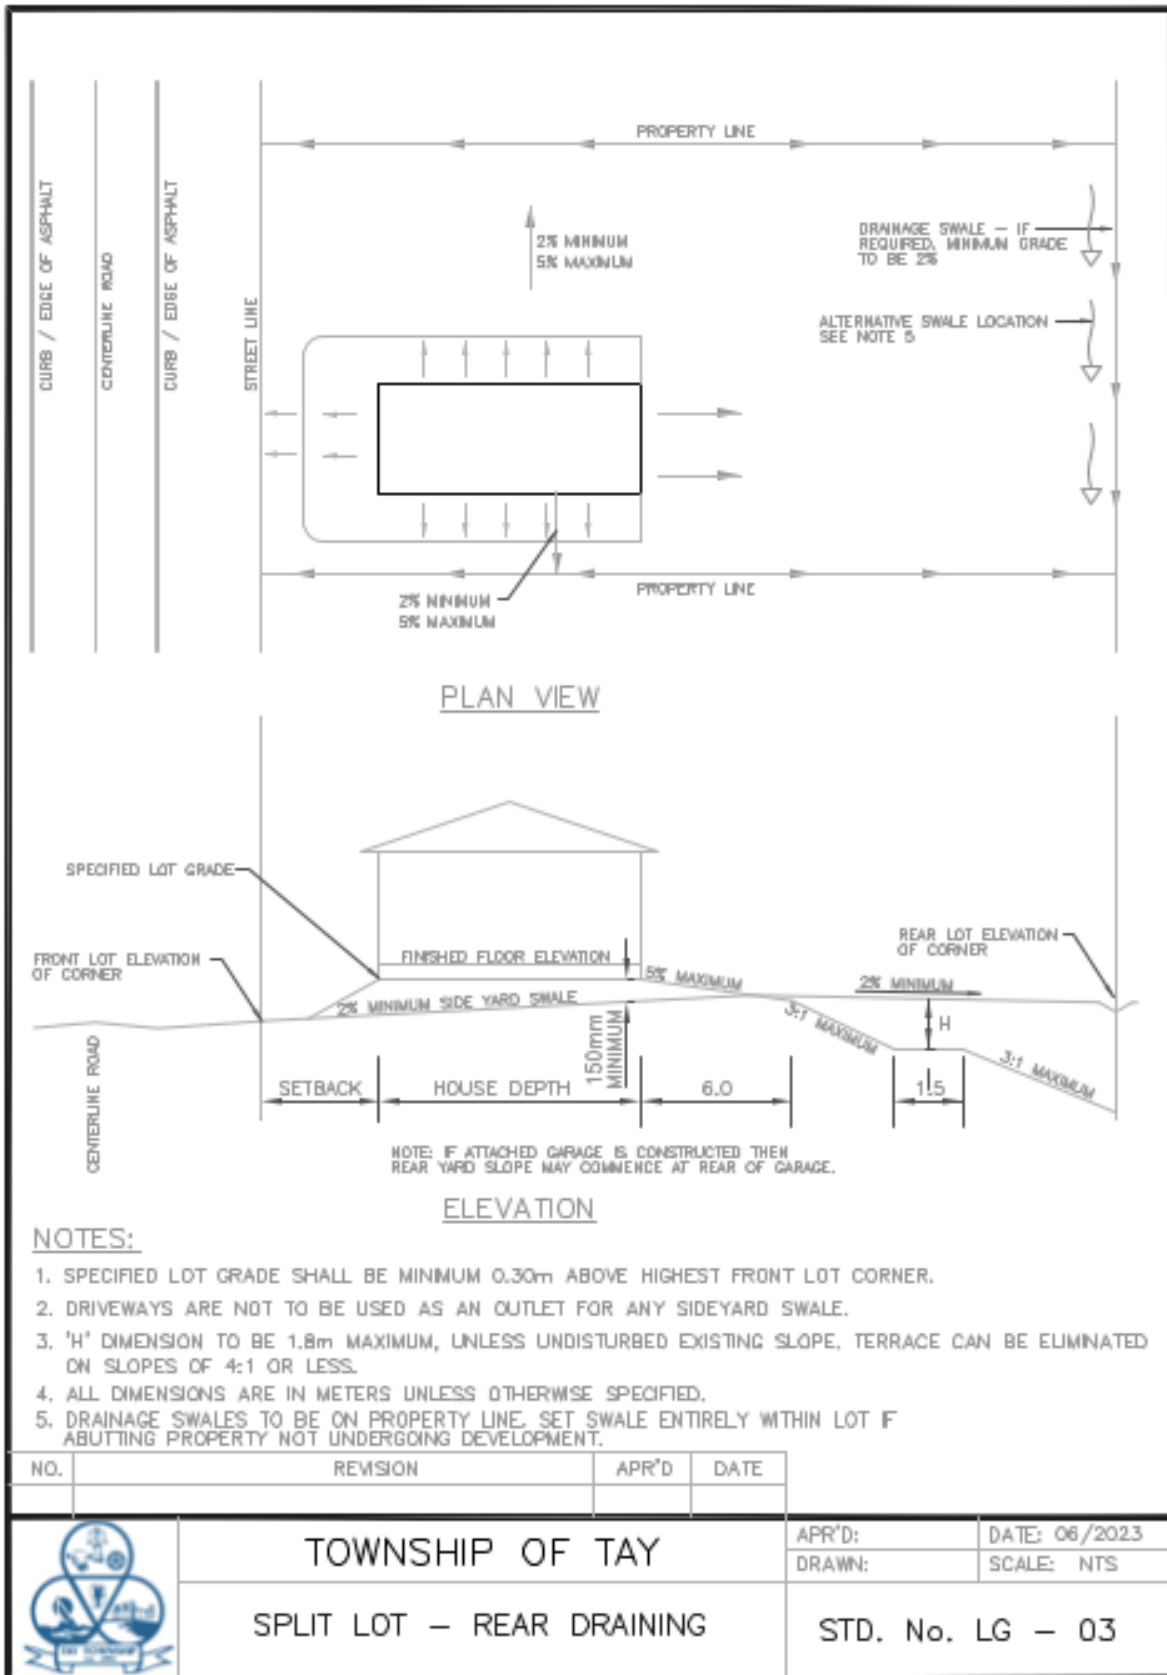 PROPERTY LINE
CURB / EDGE OF ASPHALT
CENTERLINE ROAD
CURB / EDGE OF ASPHALT
STREET LINE
2% MINIMUM
5% MAXIMUM
DRAINAGE SWALE – IF
REQUIRED, MINIMUM GRADE
TO BE 2%
ALTERNATIVE SWALE LOCATION
SEE NOTE 5
PROPERTY LINE
2% MINIMUM
5% MAXIMUM
PLAN VIEW
SPECIFIED LOT GRADE
FRONT LOT ELEVATION
OF CORNER
FINISHED FLOOR ELEVATION
REAR LOT ELEVATION
OF CORNER
5% MAXIMUM
2% MINIMUM
2% MINIMUM SIDE YARD SWALE
3:1 MAXIMUM
H
3:1 MAXIMUM
150mm
MINIMUM
CENTERLINE ROAD
SETBACK
HOUSE DEPTH
6.0
1.5
NOTE: IF ATTACHED GARAGE IS CONSTRUCTED THEN
REAR YARD SLOPE MAY COMMENCE AT REAR OF GARAGE.
ELEVATION
NOTES:
1. SPECIFIED LOT GRADE SHALL BE MINIMUM 0.30m ABOVE HIGHEST FRONT LOT CORNER.
2. DRIVEWAYS ARE NOT TO BE USED AS AN OUTLET FOR ANY SIDEYARD SWALE.
3. 'H' DIMENSION TO BE 1.8m MAXIMUM, UNLESS UNDISTURBED EXISTING SLOPE. TERRACE CAN BE ELIMINATED
ON SLOPES OF 4:1 OR LESS.
4. ALL DIMENSIONS ARE IN METERS UNLESS OTHERWISE SPECIFIED.
5. DRAINAGE SWALES TO BE ON PROPERTY LINE. SET SWALE ENTIRELY WITHIN LOT IF
ABUTTING PROPERTY NOT UNDERGOING DEVELOPMENT.
NO. REVISION APR'D DATE
TOWNSHIP OF TAY
SPLIT LOT – REAR DRAINING
APR'D: DATE: 06/2023
DRAWN: SCALE: NTS
STD. No. LG – 03
TAY TOWNSHIP